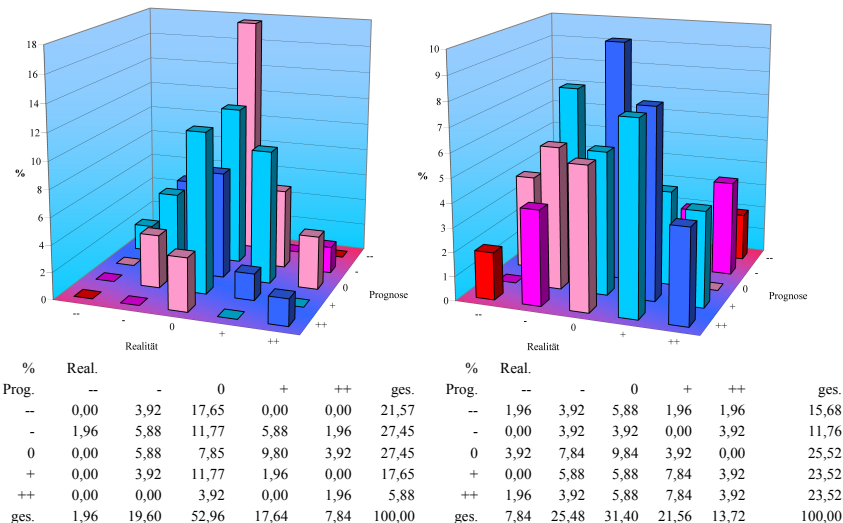 18
16
14
12
10
8
6
4
2
0
%
--
-
0
+
++
Realität
--
-
0
+
++
Prognose
10
9
8
7
6
5
4
3
2
1
0
%
--
-
0
+
++
Realität
--
-
0
+
++
Prognose
% Real.
Prog. -- - 0 + ++ ges.
-- 0,00 3,92 17,65 0,00 0,00 21,57
- 1,96 5,88 11,77 5,88 1,96 27,45
0 0,00 5,88 7,85 9,80 3,92 27,45
+ 0,00 3,92 11,77 1,96 0,00 17,65
++ 0,00 0,00 3,92 0,00 1,96 5,88
ges. 1,96 19,60 52,96 17,64 7,84 100,00
% Real.
Prog. -- - 0 + ++ ges.
-- 1,96 3,92 5,88 1,96 1,96 15,68
- 0,00 3,92 3,92 0,00 3,92 11,76
0 3,92 7,84 9,84 3,92 0,00 25,52
+ 0,00 5,88 5,88 7,84 3,92 23,52
++ 1,96 3,92 5,88 7,84 3,92 23,52
ges. 7,84 25,48 31,40 21,56 13,72 100,00